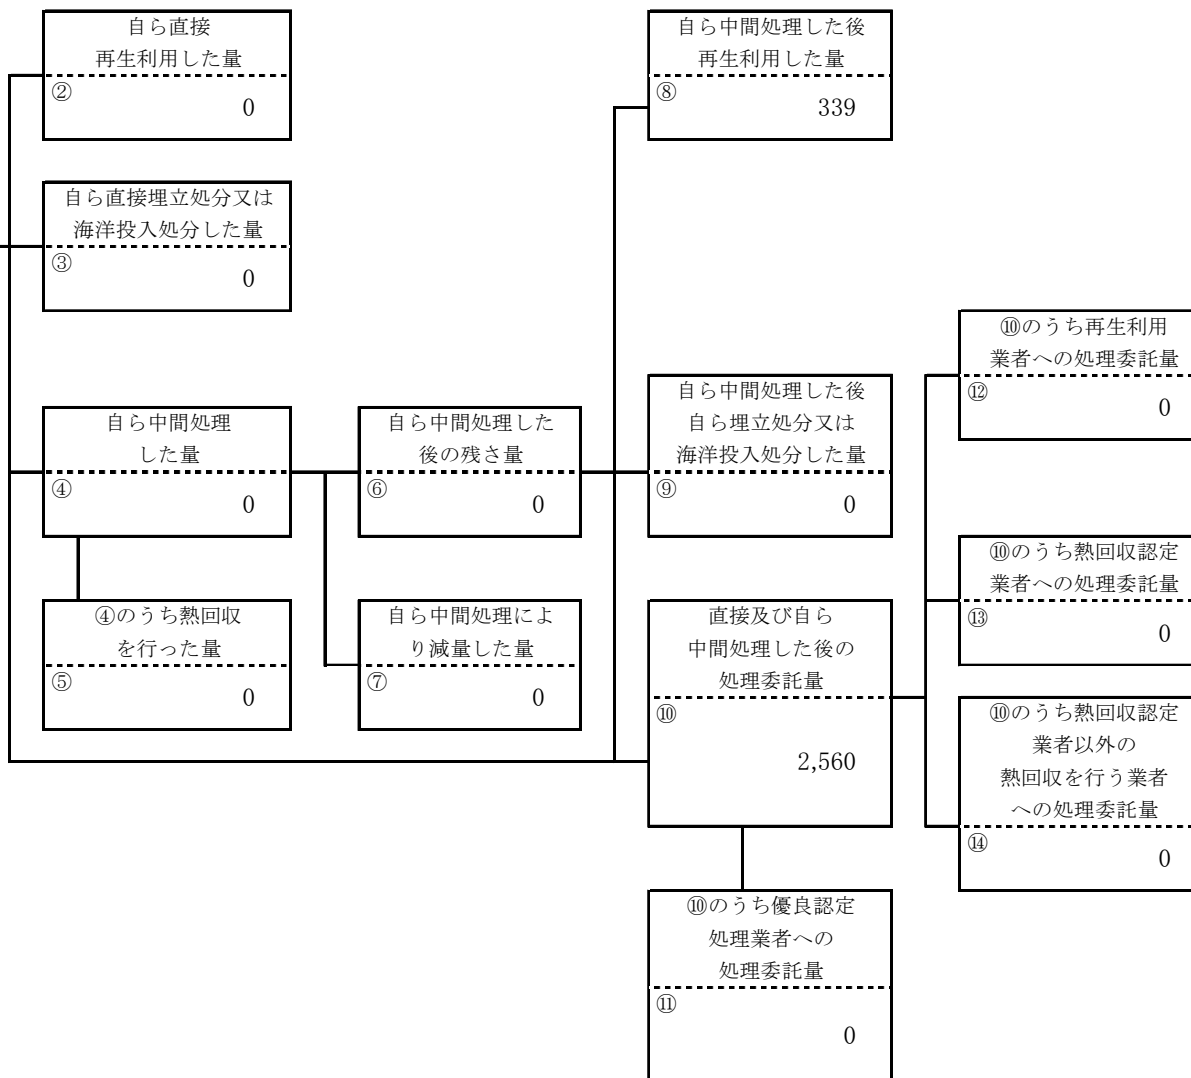 自ら直接
再生利用した量
②
0
自ら直接埋立処分又は
海洋投入処分した量
③
0
自ら中間処理
した量
④
0
④のうち熱回収
を行った量
⑤
0
自ら中間処理した
後の残さ量
⑥
0
自ら中間処理によ
り減量した量
⑦
0
自ら中間処理した後
再生利用した量
⑧
339
自ら中間処理した後
自ら埋立処分又は
海洋投入処分した量
⑨
0
直接及び自ら
中間処理した後の
処理委託量
⑩
2,560
⑩のうち優良認定
処理業者への
処理委託量
⑪
0
⑩のうち再生利用
業者への処理委託量
⑫
0
⑩のうち熱回収認定
業者への処理委託量
⑬
0
⑩のうち熱回収認定
業者以外の
熱回収を行う業者
への処理委託量
⑭
0